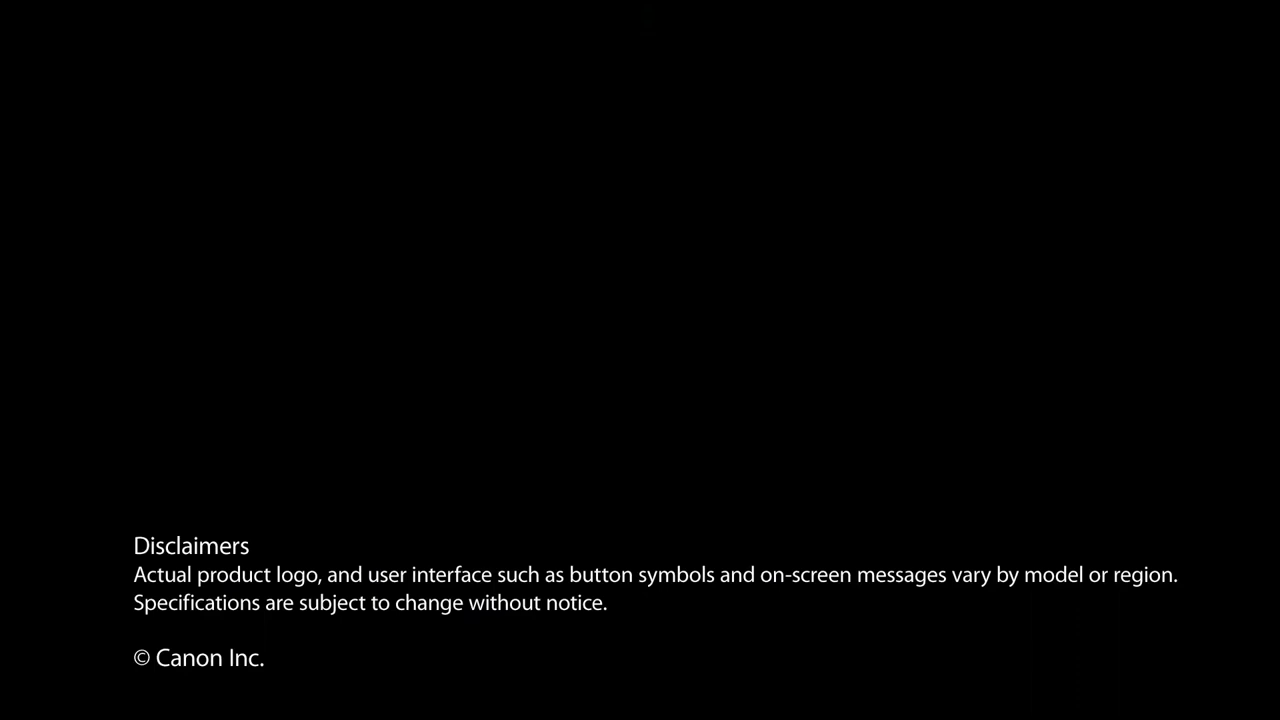 Disclaimers
Actual product logo, and user interface such as button symbols and on-screen messages vary by model or region.
Specifications are subject to change without notice.
© Canon Inc.